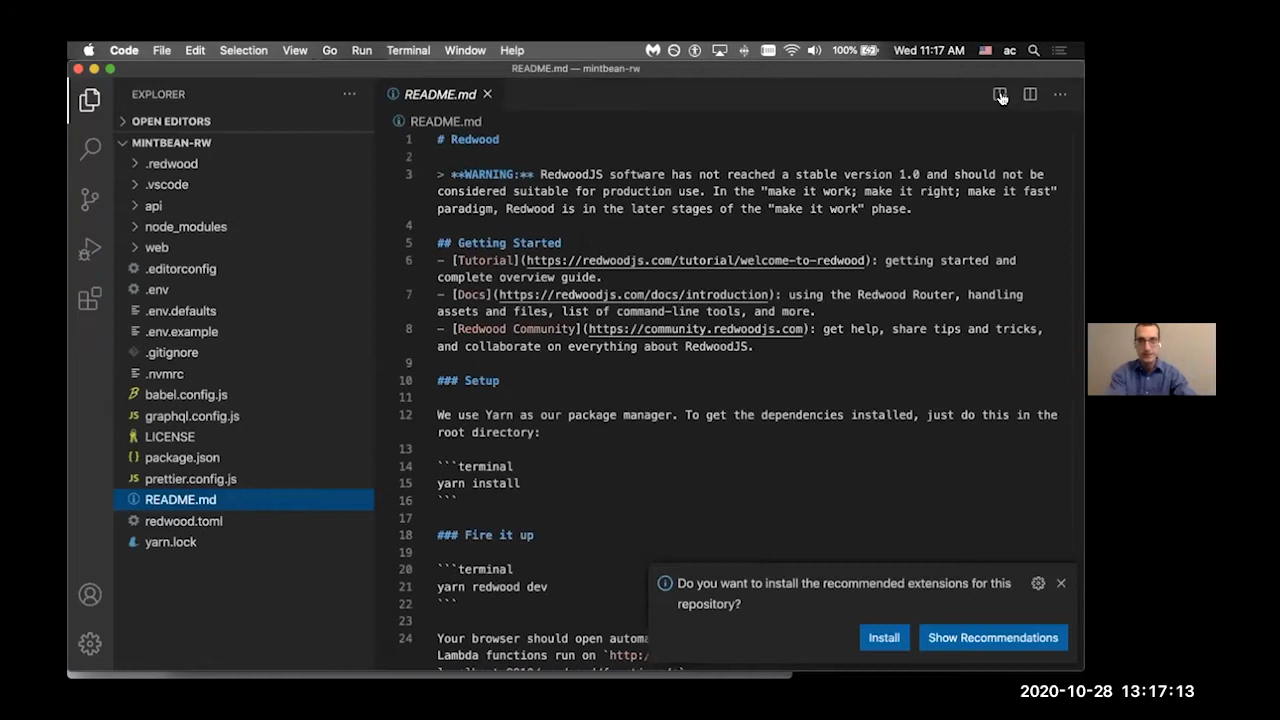 Code File Edit Selection View Go Run Terminal Window Help 100% Wed 11:17 AM ac
README.md — mintbean-rw
EXPLORER
OPEN EDITORS
MINTBEAN-RW
.redwood
.vscode
api
node_modules
web
.editorconfig
.env
.env.defaults
.env.example
.gitignore
.nvmrc
babel.config.js
JS graphql.config.js
LICENSE
package.json
JS prettier.config.js
README.md
redwood.toml
yarn.lock
README.md
README.md
1 # Redwood
2
3 > **WARNING:** RedwoodJS software has not reached a stable version 1.0 and should not be
considered suitable for production use. In the "make it work; make it right; make it fast"
paradigm, Redwood is in the later stages of the "make it work" phase.
4
5 ## Getting Started
6 - [Tutorial](https://redwoodjs.com/tutorial/welcome-to-redwood): getting started and
complete overview guide.
7 - [Docs](https://redwoodjs.com/docs/introduction): using the Redwood Router, handling
assets and files, list of command-line tools, and more.
8 - [Redwood Community](https://community.redwoodjs.com): get help, share tips and tricks,
and collaborate on everything about RedwoodJS.
9
10 ### Setup
11
12 We use Yarn as our package manager. To get the dependencies installed, just do this in the
root directory:
13
14 ```terminal
15 yarn install
16 ```
17
18 ### Fire it up
19
20 ```terminal
21 yarn redwood dev
22 ```
23
24 Your browser should open automa
Lambda functions run on `http:/
Do you want to install the recommended extensions for this
repository?
Install
Show Recommendations
2020-10-28 13:17:13